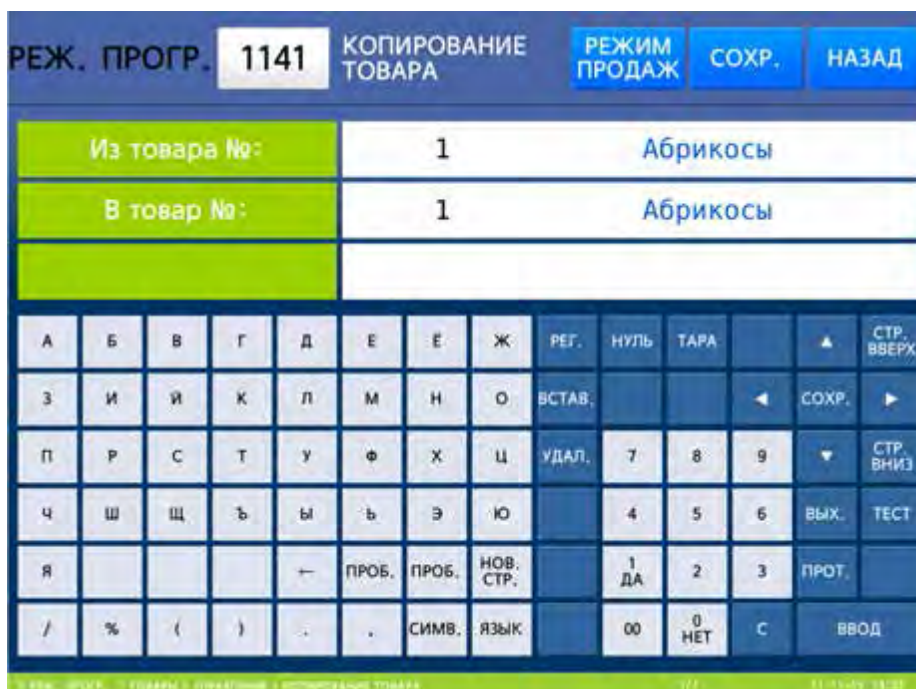 РЕЖ. ПРОГР. 1141 КОПИРОВАНИЕ ТОВАРА РЕЖИМ ПРОДАЖ СОХР. НАЗАД
Из товара №: 1 Абрикосы
В товар №: 1 Абрикосы
А Б В Г Д Е Ё Ж РЕГ. НУЛЬ ТАРА ▲ СТР. ВВЕРХ
З И Й К Л М Н О ВСТАВ. ◄ СОХР. ►
П Р С Т У Ф Х Ц УДАЛ. 7 8 9 ▼ СТР. ВНИЗ
Ч Ш Щ Ъ Ы Ь Э Ю 4 5 6 ВЫХ. ТЕСТ
Я ← ПРОБ. ПРОБ. НОВ. СТР. 1 ДА 2 3 ПРОТ.
/ % ( ) . , СИМВ. ЯЗЫК 00 0 НЕТ С ВВОД